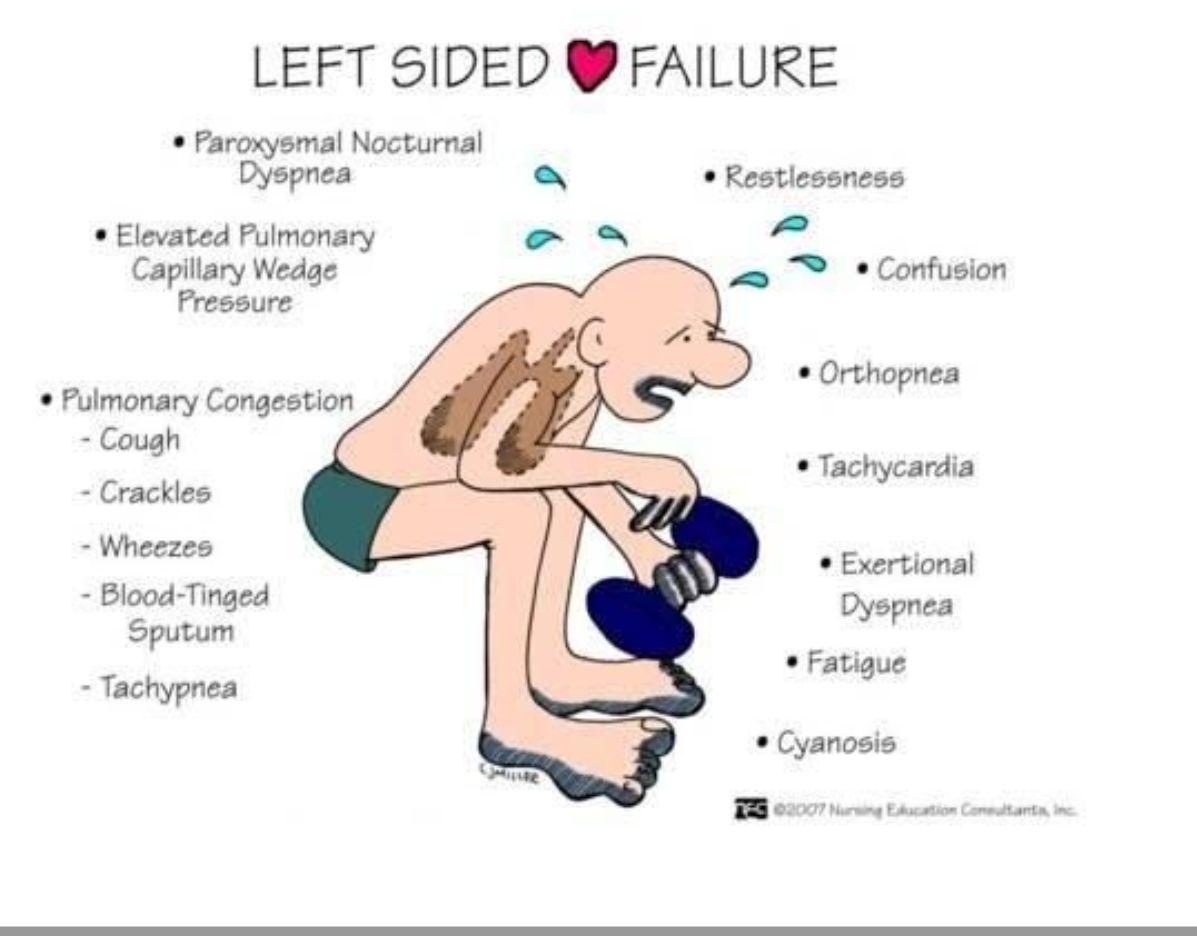 LEFT SIDED FAILURE
• Paroxysmal Nocturnal
Dyspnea
• Elevated Pulmonary
Capillary Wedge
Pressure
• Pulmonary Congestion
- Cough
- Crackles
- Wheezes
- Blood-Tinged
Sputum
- Tachypnea
• Restlessness
• Confusion
• Orthopnea
• Tachycardia
• Exertional
Dyspnea
• Fatigue
• Cyanosis
CJMILLER
nec ©2007 Nursing Education Consultants, Inc.